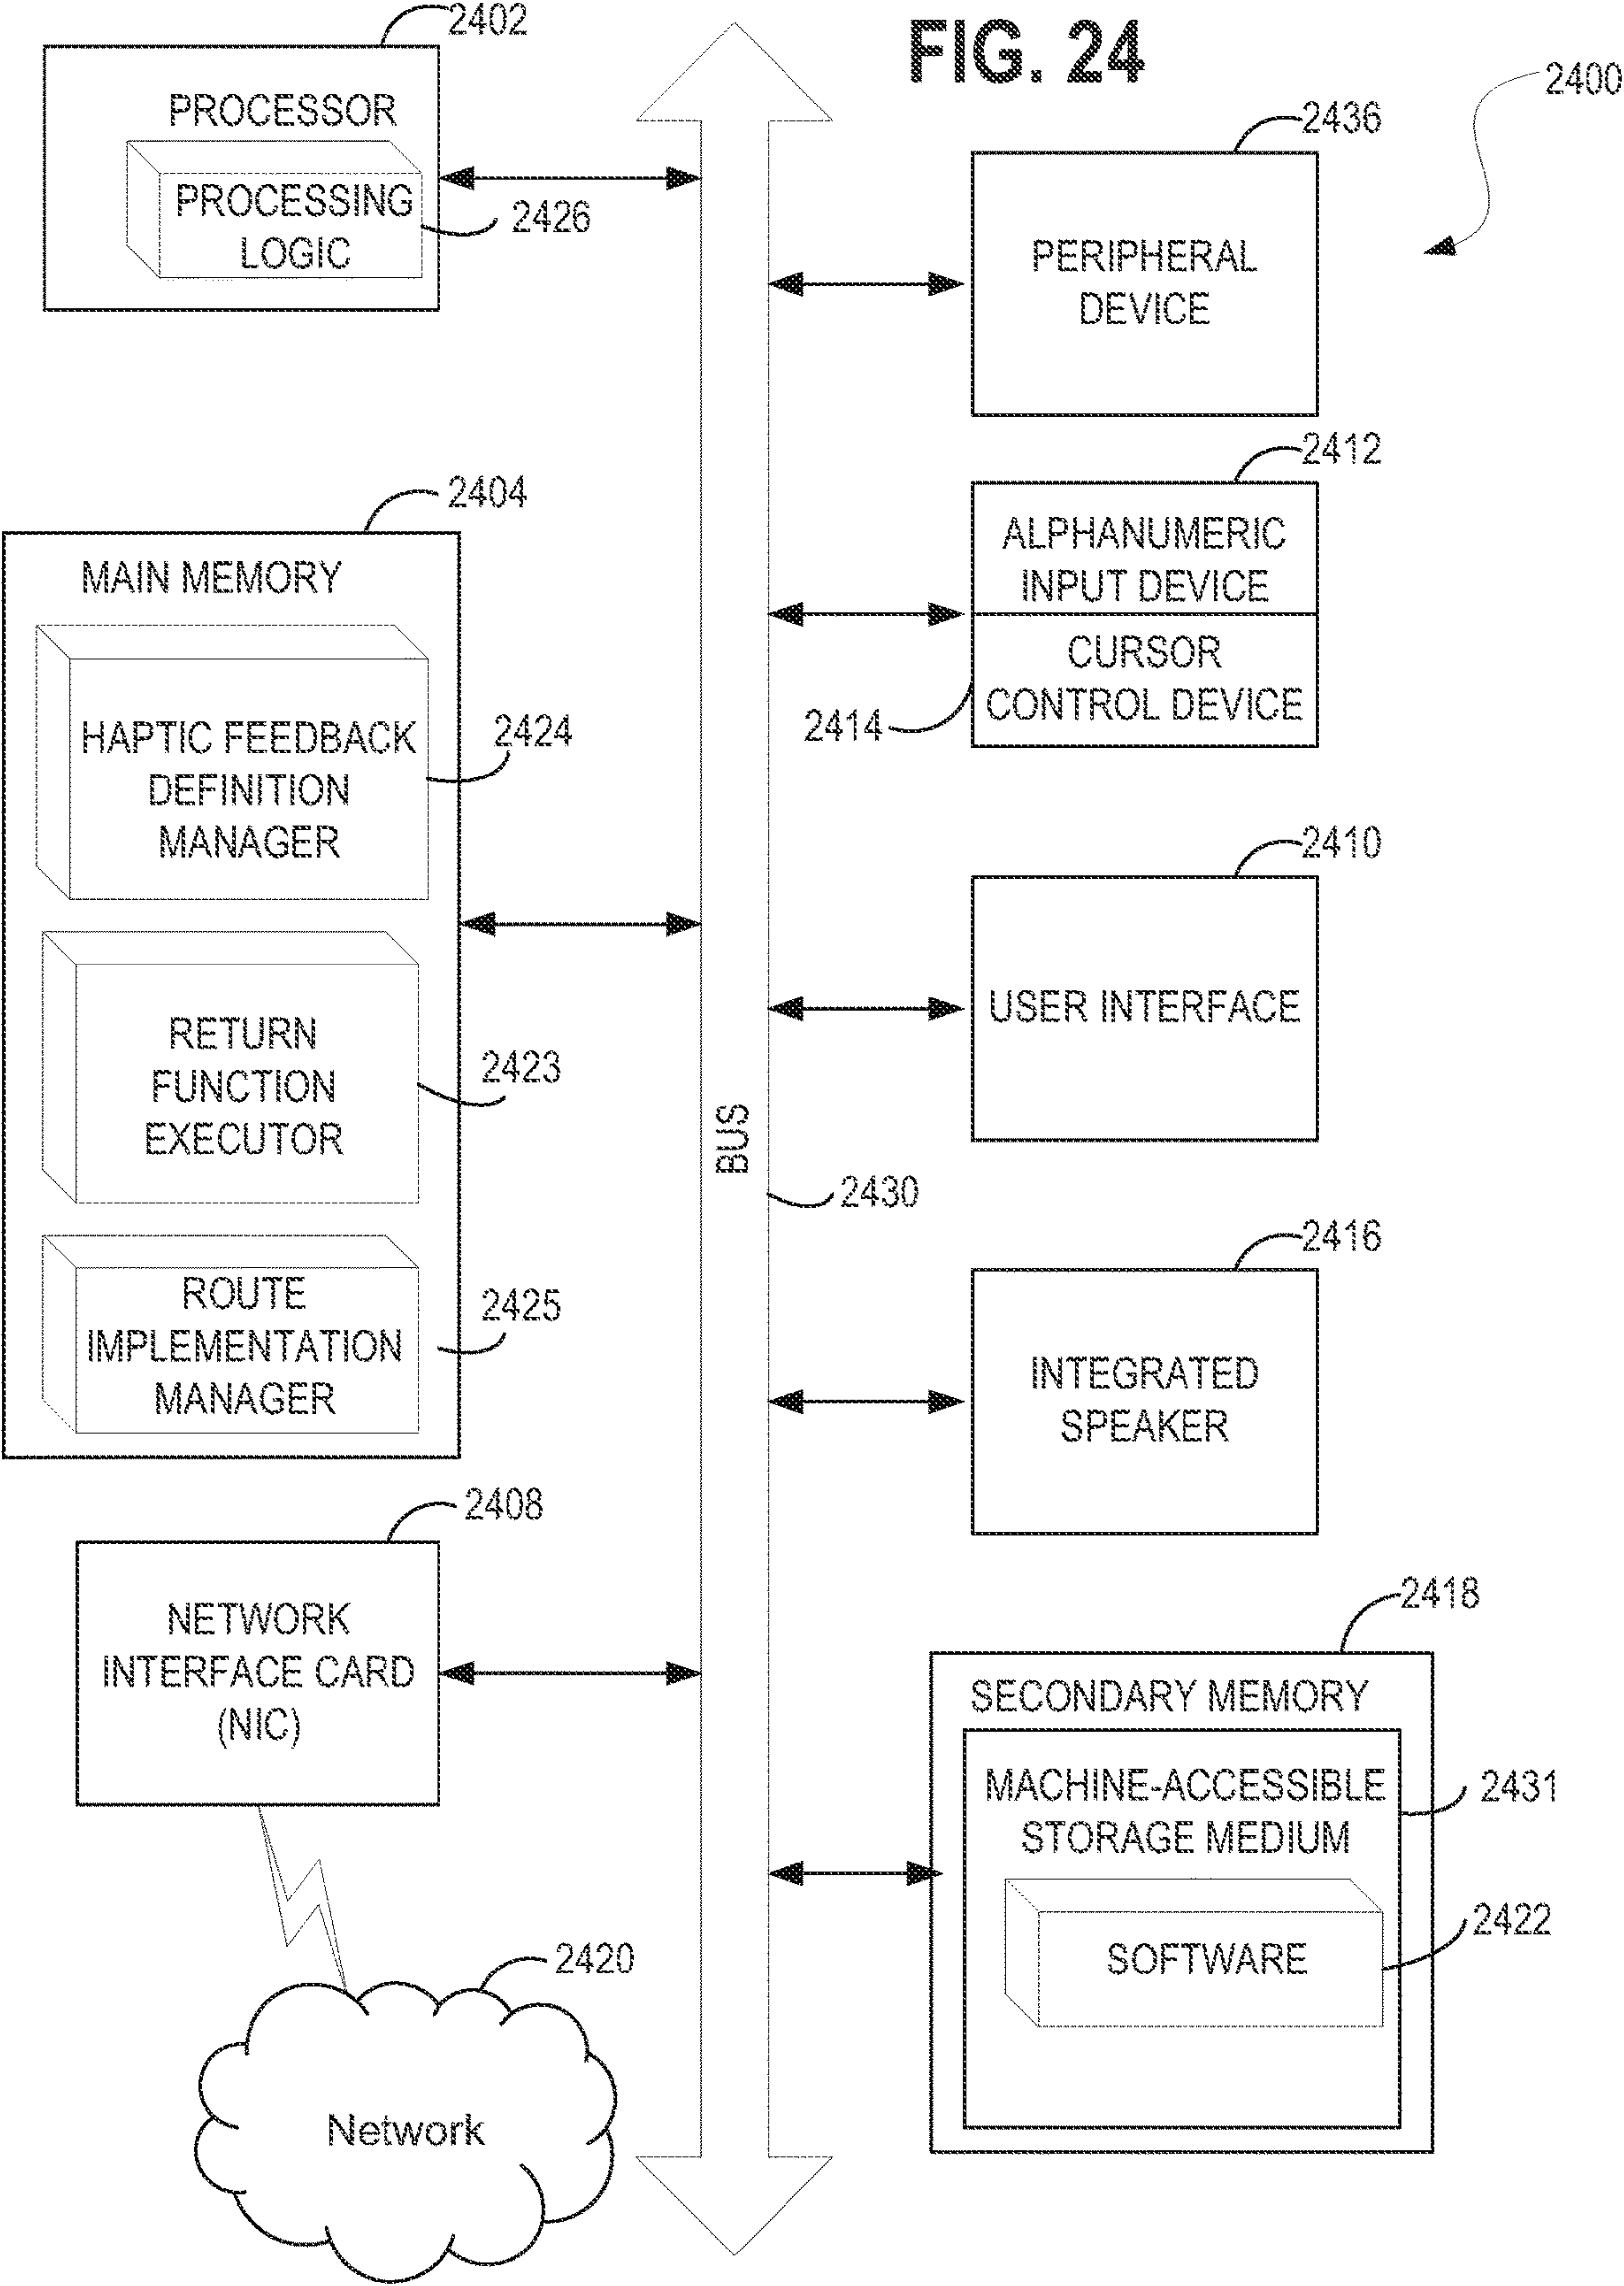 FIG. 24
2400
2402
PROCESSOR
PROCESSING
LOGIC
2426
2404
MAIN MEMORY
HAPTIC FEEDBACK
DEFINITION
MANAGER
2424
RETURN
FUNCTION
EXECUTOR
2423
ROUTE
IMPLEMENTATION
MANAGER
2425
2408
NETWORK
INTERFACE CARD
(NIC)
2420
Network
BUS
2430
2436
PERIPHERAL
DEVICE
2412
ALPHANUMERIC
INPUT DEVICE
CURSOR
CONTROL DEVICE
2414
2410
USER INTERFACE
2416
INTEGRATED
SPEAKER
2418
SECONDARY MEMORY
MACHINE-ACCESSIBLE
STORAGE MEDIUM
2431
SOFTWARE
2422